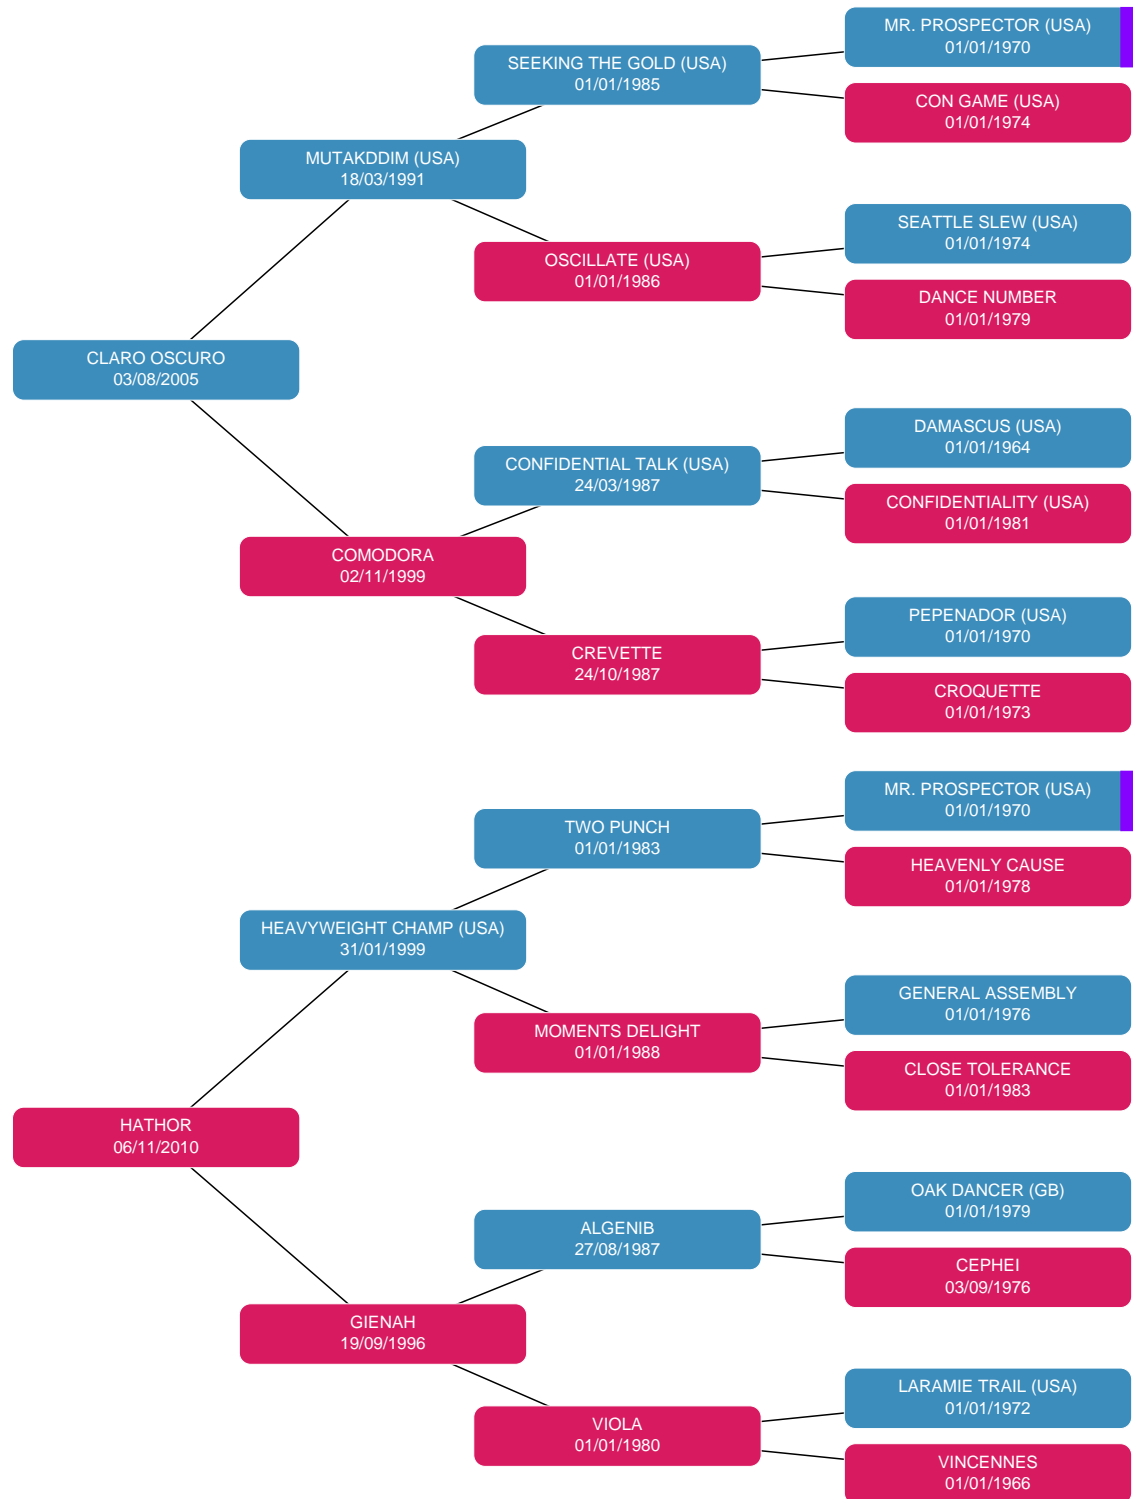 MR. PROSPECTOR (USA)
01/01/1970
SEEKING THE GOLD (USA)
01/01/1985
CON GAME (USA)
01/01/1974
MUTAKDDIM (USA)
18/03/1991
SEATTLE SLEW (USA)
01/01/1974
OSCILLATE (USA)
01/01/1986
DANCE NUMBER
01/01/1979
CLARO OSCURO
03/08/2005
DAMASCUS (USA)
01/01/1964
CONFIDENTIAL TALK (USA)
24/03/1987
CONFIDENTIALITY (USA)
01/01/1981
COMODORA
02/11/1999
PEPENADOR (USA)
01/01/1970
CREVETTE
24/10/1987
CROQUETTE
01/01/1973
MR. PROSPECTOR (USA)
01/01/1970
TWO PUNCH
01/01/1983
HEAVENLY CAUSE
01/01/1978
HEAVYWEIGHT CHAMP (USA)
31/01/1999
GENERAL ASSEMBLY
01/01/1976
MOMENTS DELIGHT
01/01/1988
CLOSE TOLERANCE
01/01/1983
HATHOR
06/11/2010
OAK DANCER (GB)
01/01/1979
ALGENIB
27/08/1987
CEPHEI
03/09/1976
GIENAH
19/09/1996
LARAMIE TRAIL (USA)
01/01/1972
VIOLA
01/01/1980
VINCENNES
01/01/1966